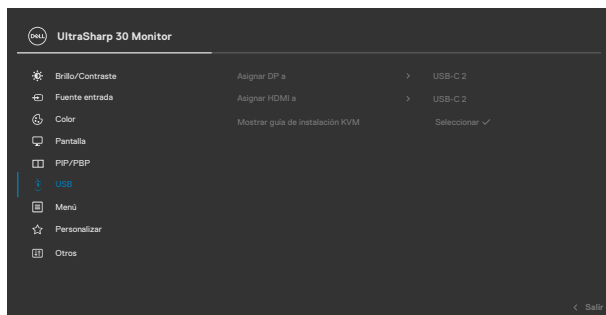 DELL UltraSharp 30 Monitor
Brillo/Contraste
Asignar DP a > USB-C 2
Fuente entrada
Asignar HDMI a > USB-C 2
Color
Mostrar guía de instalación KVM Seleccionar ✓
Pantalla
PIP/PBP
USB
Menú
Personalizar
Otros
< Salir